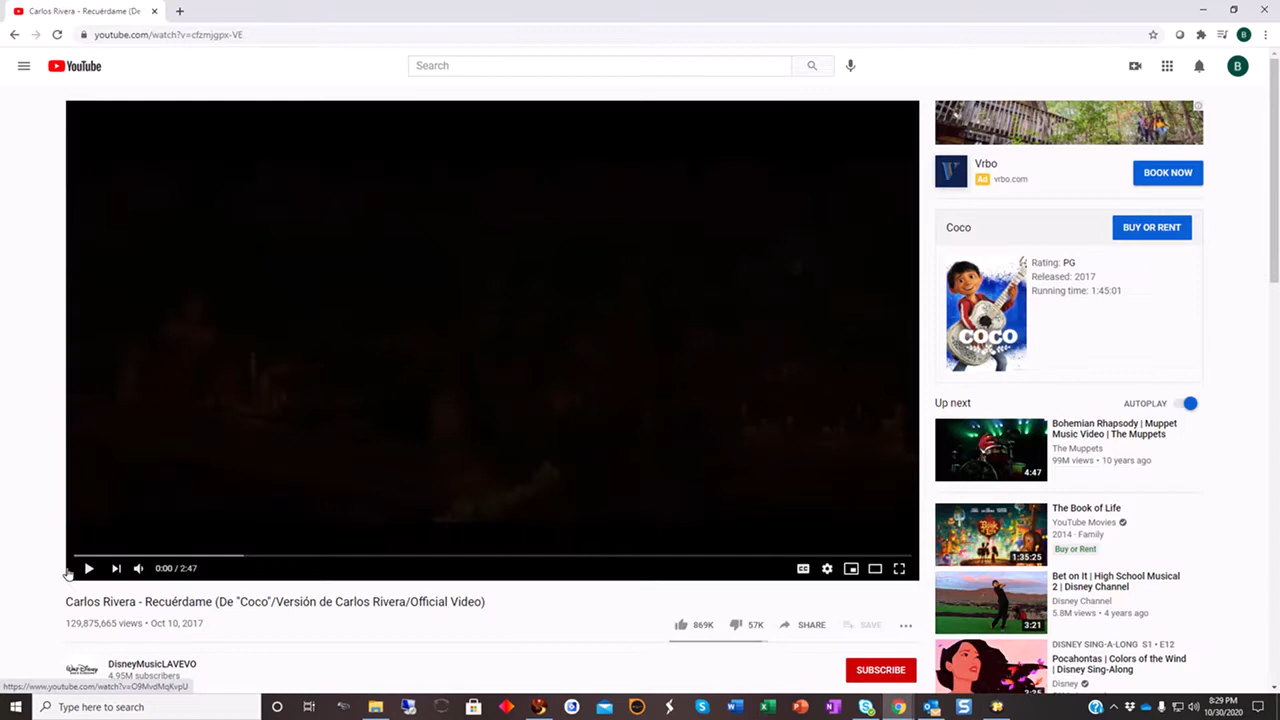 Carlos Rivera - Recuérdame (De
youtube.com/watch?v=cfzmjgpx-VE
B
YouTube
Search
B
Vrbo
Ad vrbo.com
BOOK NOW
Coco
BUY OR RENT
Rating: PG
Released: 2017
Running time: 1:45:01
COCO
Up next
AUTOPLAY
Bohemian Rhapsody | Muppet
Music Video | The Muppets
The Muppets
99M views • 10 years ago
4:47
The Book of Life
YouTube Movies
2014 · Family
Buy or Rent
1:35:25
Bet on It | High School Musical
2 | Disney Channel
Disney Channel
5.8M views • 4 years ago
3:21
DISNEY SING-A-LONG S1 • E12
Pocahontas | Colors of the Wind
| Disney Sing-Along
Disney
CC
0:00 / 2:47
Carlos Rivera - Recuérdame (De "Coco"/Versión de Carlos Rivera/Official Video)
129,875,665 views • Oct 10, 2017
869K
57K
SHARE
SAVE
DisneyMusicLAVEVO
4.95M subscribers
SUBSCRIBE
https://www.youtube.com/watch?v=O9MvdMqKvpU
Type here to search
8:29 PM
10/30/2020